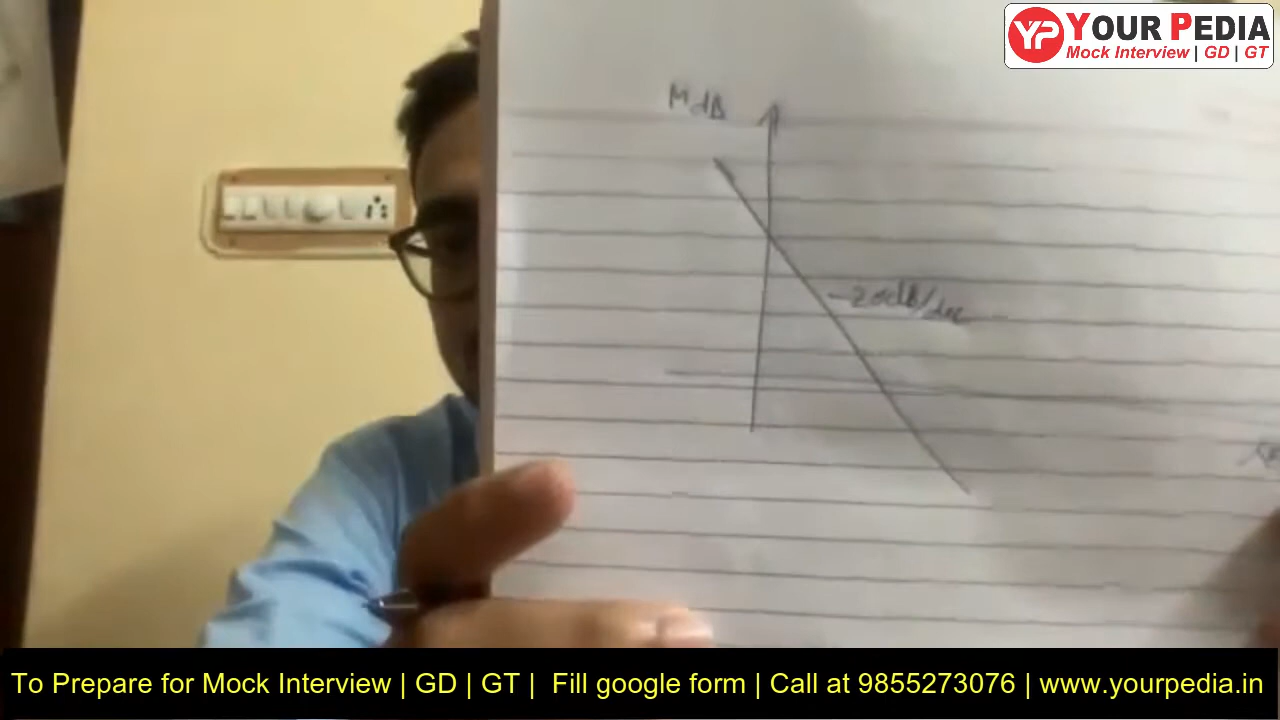 YP YOUR PEDIA
Mock Interview | GD | GT
MdB
-20dB/dec
To Prepare for Mock Interview | GD | GT | Fill google form | Call at 9855273076 | www.yourpedia.in